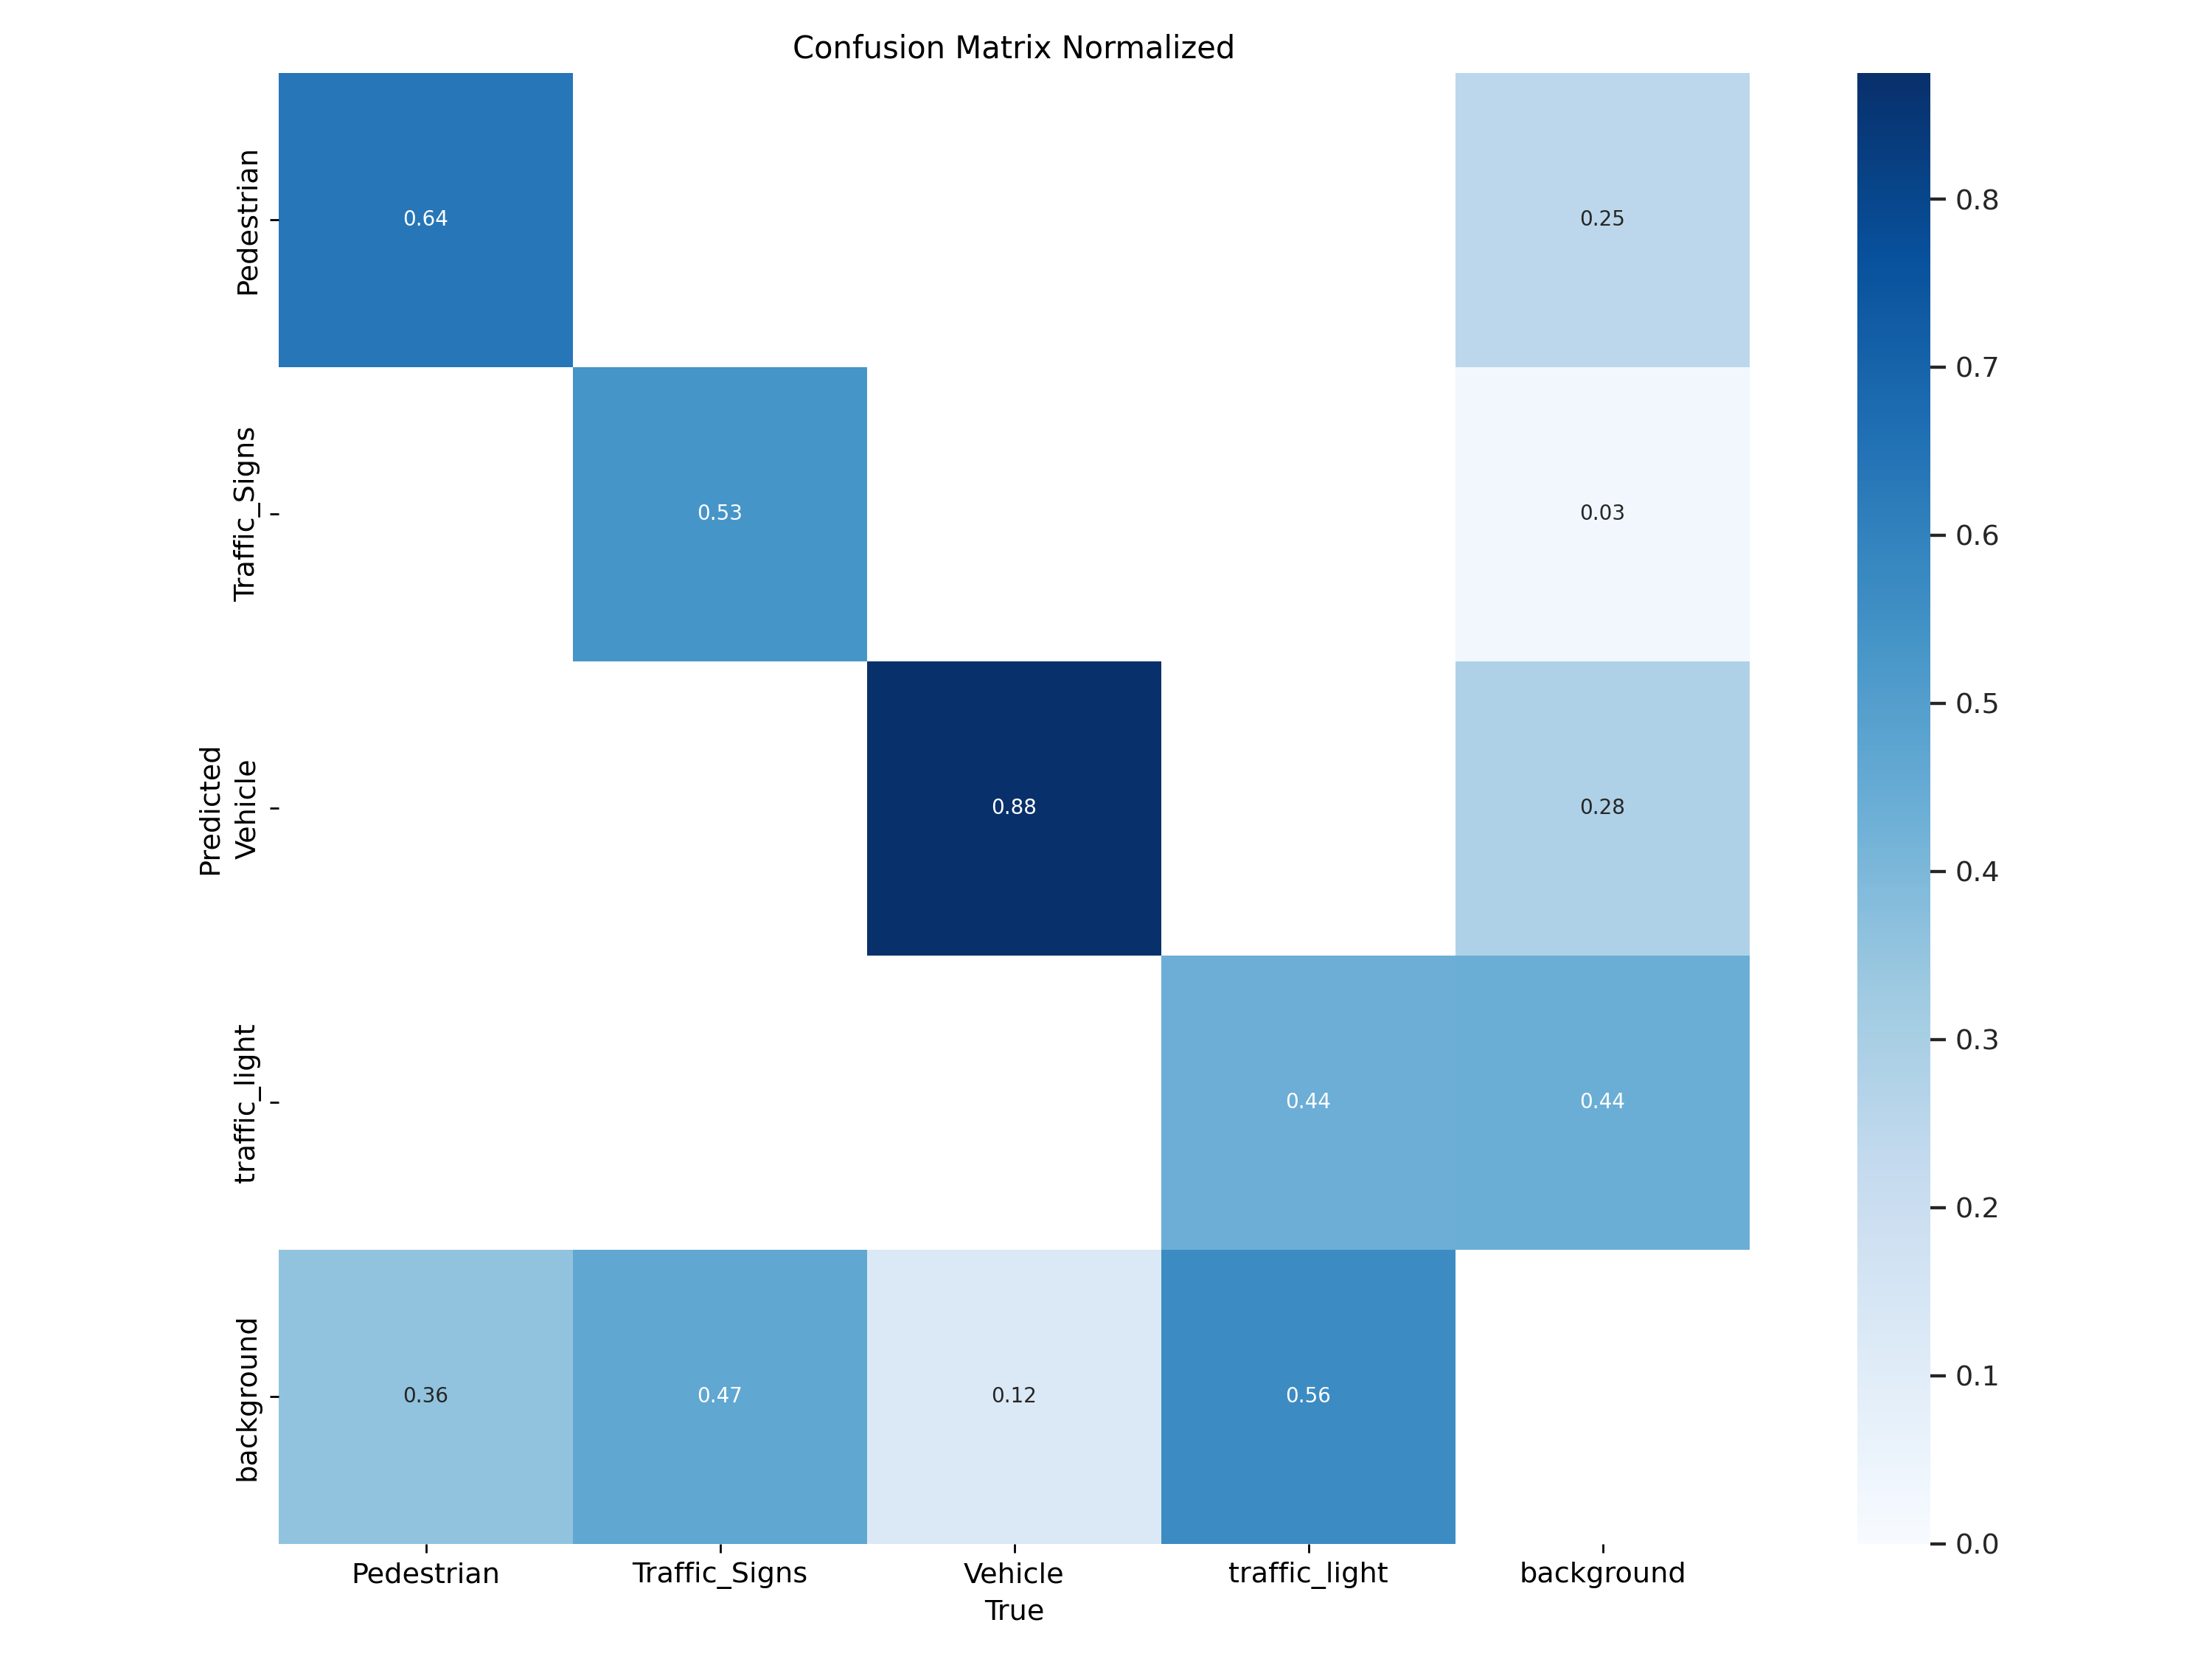 Confusion Matrix Normalized
Pedestrian
0.64
0.25
0.8
0.7
Traffic_Signs
0.53
0.03
0.6
0.5
Predicted
Vehicle
0.88
0.28
0.4
0.3
traffic_light
0.44
0.44
0.2
0.1
background
0.36
0.47
0.12
0.56
0.0
Pedestrian
Traffic_Signs
Vehicle
traffic_light
background
True